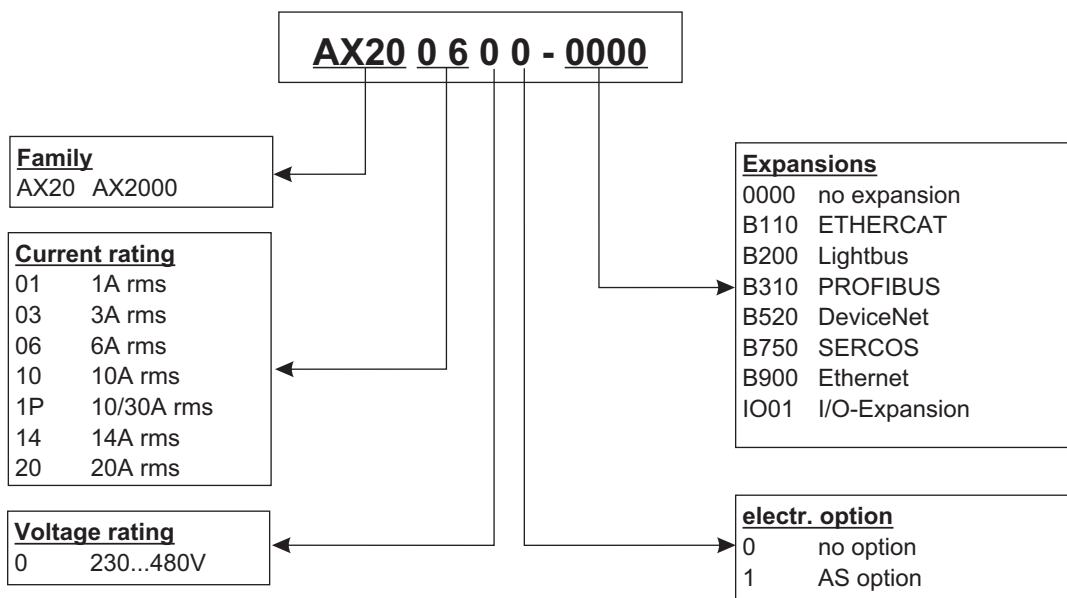 AX20 0 6 0 0 - 0000
Family
AX20 AX2000
Current rating
01 1A rms
03 3A rms
06 6A rms
10 10A rms
1P 10/30A rms
14 14A rms
20 20A rms
Voltage rating
0 230...480V
Expansions
0000 no expansion
B110 ETHERCAT
B200 Lightbus
B310 PROFIBUS
B520 DeviceNet
B750 SERCOS
B900 Ethernet
IO01 I/O-Expansion
electr. option
0 no option
1 AS option